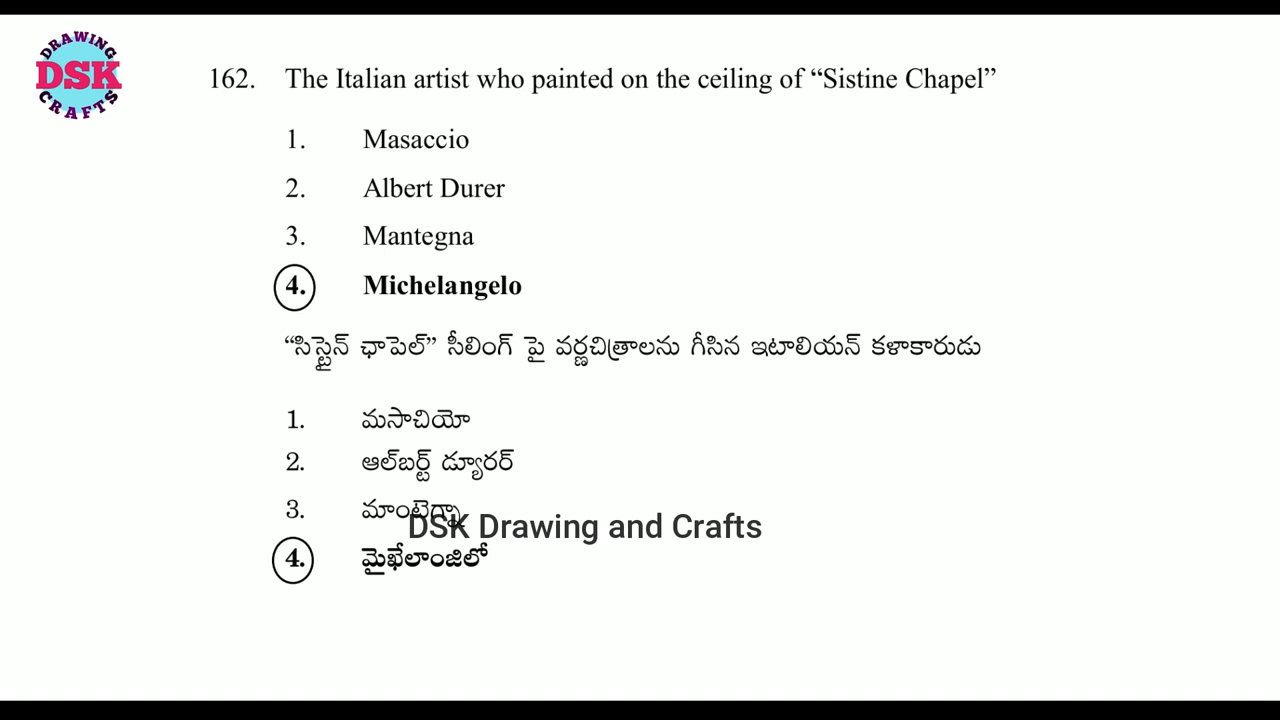 DRAWING
DSK
CRAFTS
162. The Italian artist who painted on the ceiling of “Sistine Chapel”
1. Masaccio
2. Albert Durer
3. Mantegna
4. Michelangelo
“సిస్టైన్ ఛాపెల్” సీలింగ్ పై వర్ణచిత్రాలను గీసిన ఇటాలియన్ కళాకారుడు
1. మసాచియో
2. ఆల్‌బర్ట్ డ్యూరర్
3. మాంటెగ్నా
DSK Drawing and Crafts
4. మైఖేలాంజిలో